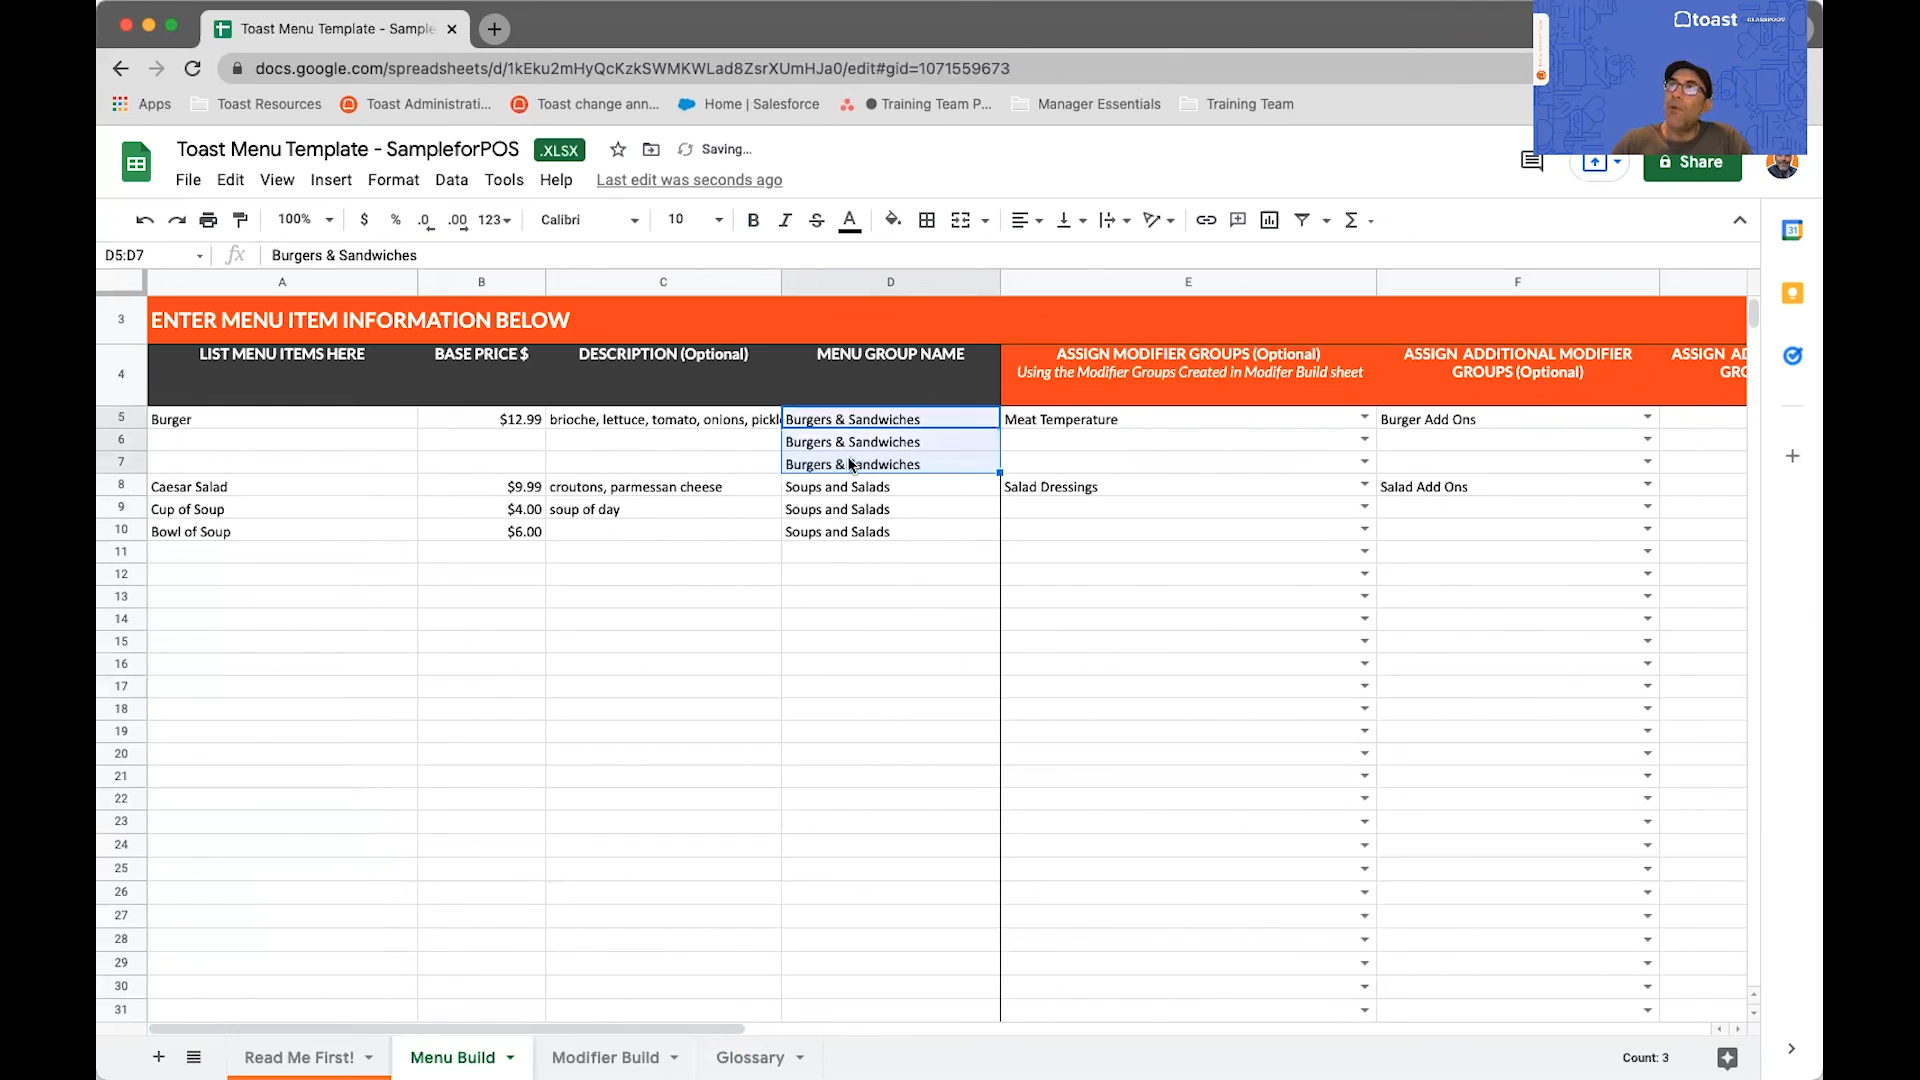 Toast Menu Template - Sample
toast CLASSROOM
docs.google.com/spreadsheets/d/1kEku2mHyQcKzkSWMKWLad8ZsrXUmHJa0/edit#gid=1071559673
Apps Toast Resources Toast Administrati... Toast change ann... Home | Salesforce Training Team P... Manager Essentials Training Team
Toast Menu Template - SampleforPOS .XLSX Saving...
Share
File Edit View Insert Format Data Tools Help Last edit was seconds ago
100% $ % .0 .00 123 Calibri 10 B I S A Σ
D5:D7 fx Burgers & Sandwiches
A B C D E F
3 ENTER MENU ITEM INFORMATION BELOW
4 LIST MENU ITEMS HERE BASE PRICE $ DESCRIPTION (Optional) MENU GROUP NAME ASSIGN MODIFIER GROUPS (Optional) ASSIGN ADDITIONAL MODIFIER ASSIGN AD
Using the Modifier Groups Created in Modifer Build sheet GROUPS (Optional) GRO
5 Burger $12.99 brioche, lettuce, tomato, onions, pickl Burgers & Sandwiches Meat Temperature Burger Add Ons
6 Burgers & Sandwiches
7 Burgers & Sandwiches
8 Caesar Salad $9.99 croutons, parmessan cheese Soups and Salads Salad Dressings Salad Add Ons
9 Cup of Soup $4.00 soup of day Soups and Salads
10 Bowl of Soup $6.00 Soups and Salads
11
12
13
14
15
16
17
18
19
20
21
22
23
24
25
26
27
28
29
30
31
Read Me First! Menu Build Modifier Build Glossary Count: 3